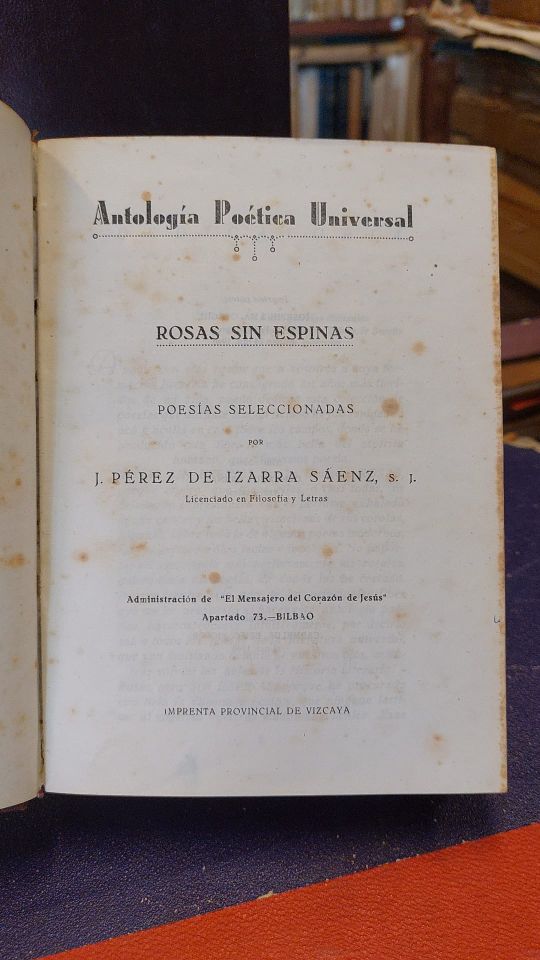 Antología Poética Universal
ROSAS SIN ESPINAS
POESÍAS SELECCIONADAS
POR
J. PÉREZ DE IZARRA SÁENZ, S. J.
Licenciado en Filosofía y Letras
Administración de "El Mensajero del Corazón de Jesús"
Apartado 73.—BILBAO
IMPRENTA PROVINCIAL DE VIZCAYA